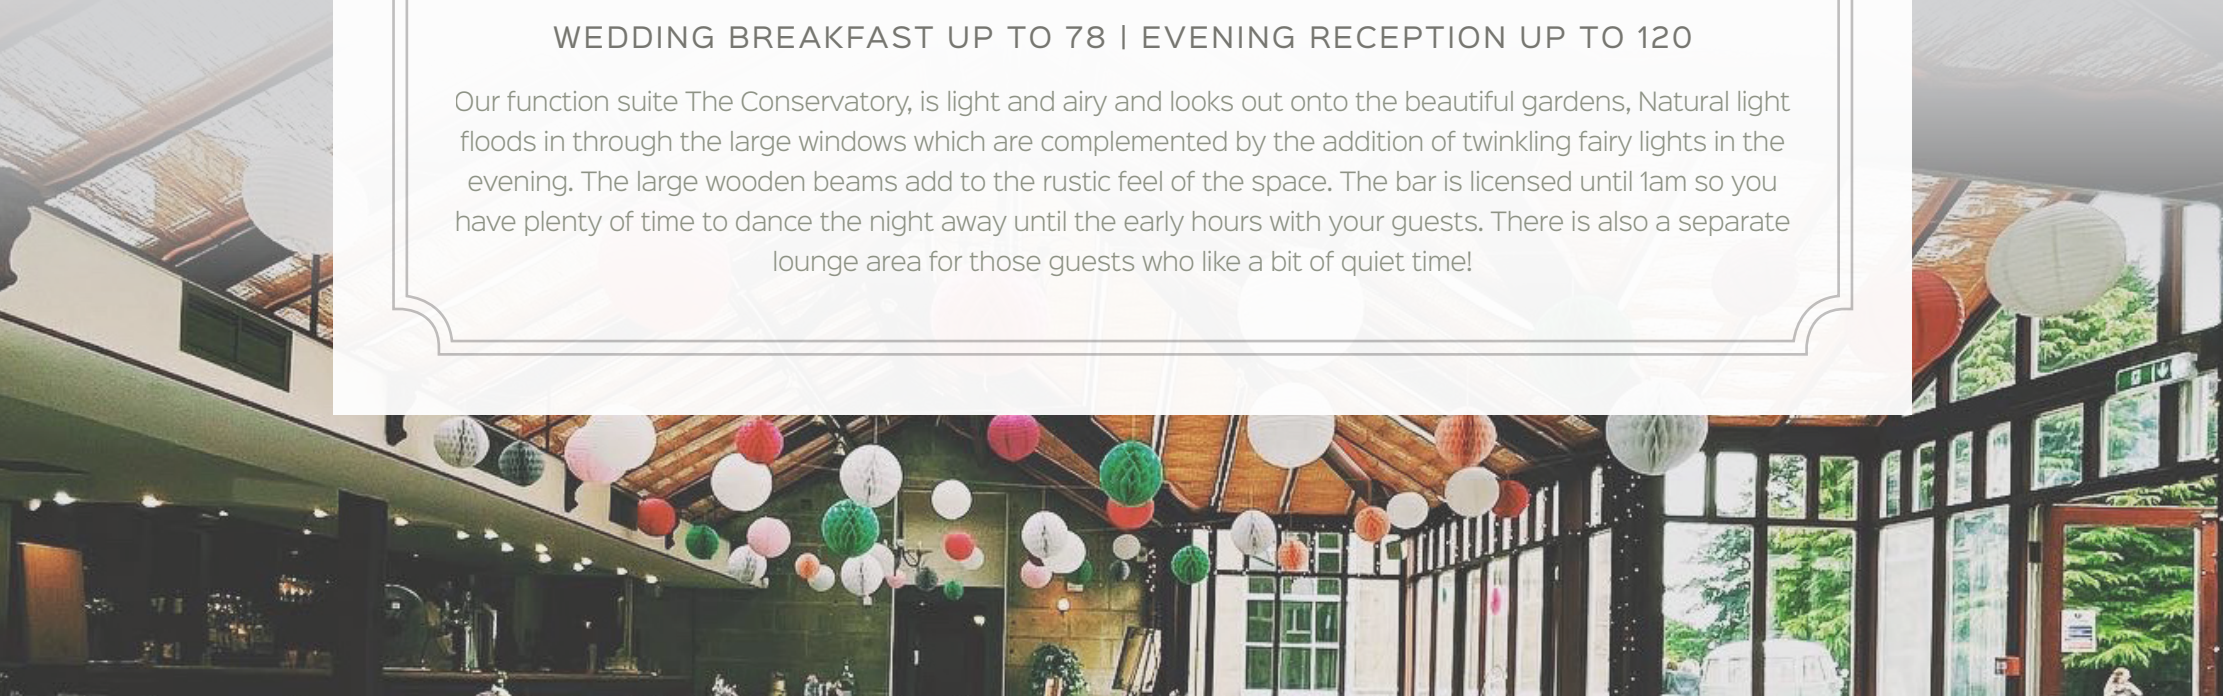 WEDDING BREAKFAST UP TO 78 | EVENING RECEPTION UP TO 120
Our function suite The Conservatory, is light and airy and looks out onto the beautiful gardens, Natural light
floods in through the large windows which are complemented by the addition of twinkling fairy lights in the
evening. The large wooden beams add to the rustic feel of the space. The bar is licensed until 1am so you
have plenty of time to dance the night away until the early hours with your guests. There is also a separate
lounge area for those guests who like a bit of quiet time!